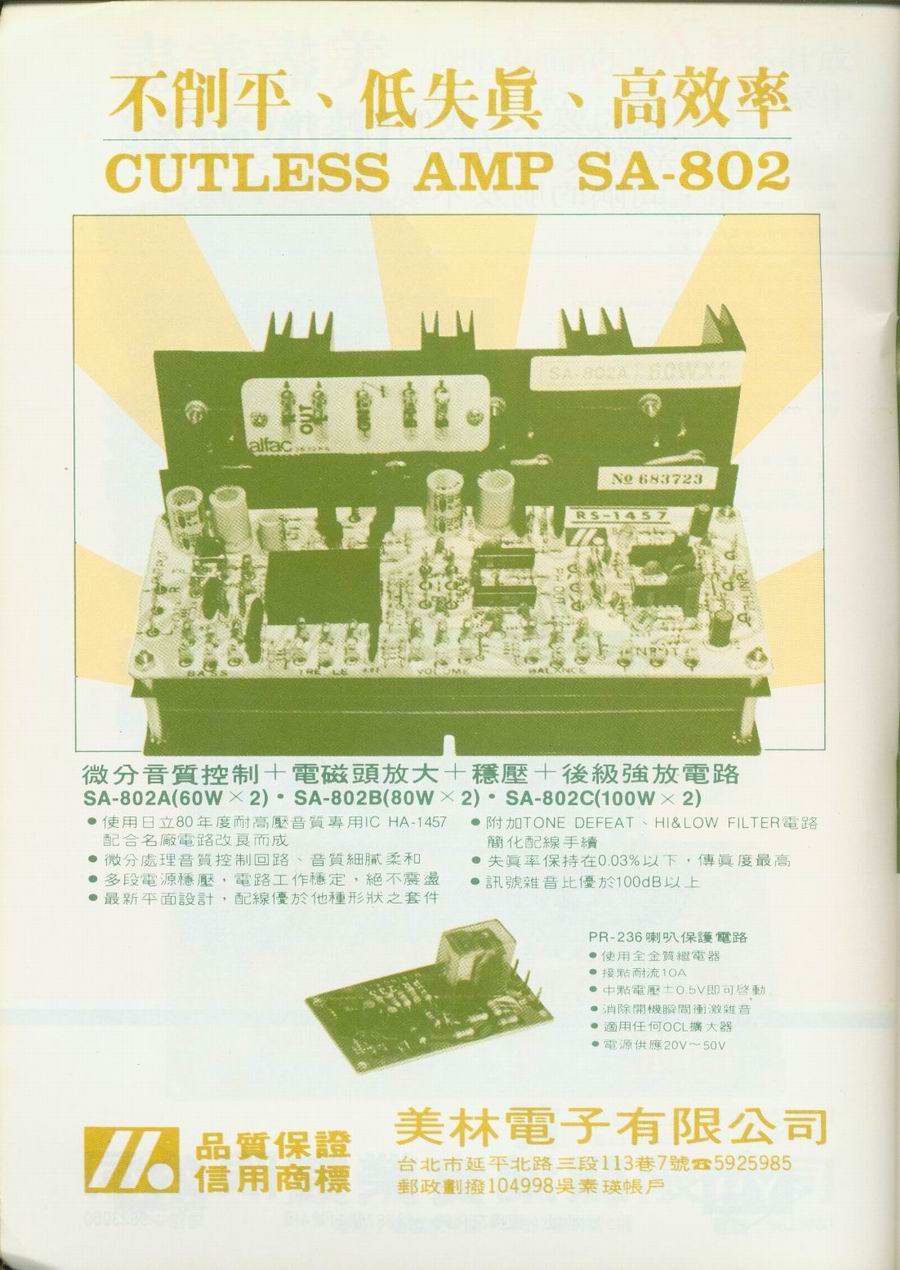 不削平、低失眞、高效率
CUTLESS AMP SA-802
SA-802A 60W×2
OUT
alfac
№ 683723
RS-1457
BASS TREBLE VOLUME BALANCE
INPUT
微分音質控制＋電磁頭放大＋穩壓＋後級強放電路
SA-802A(60W×2)・SA-802B(80W×2)・SA-802C(100W×2)
●使用日立80年度耐高壓音質專用IC HA-1457
配合名廠電路改良而成
●微分處理音質控制回路、音質細膩柔和
●多段電源穩壓，電路工作穩定，絕不震盪
●最新平面設計，配線優於他種形狀之套件
●附加TONE DEFEAT、HI&LOW FILTER電路
簡化配線手續
●失眞率保持在0.03%以下，傳眞度最高
●訊號雜音比優於100dB以上
PR-236喇叭保護電路
●使用全金質繼電器
●接點耐流10A
●中點電壓±0.5V即可啓動
●消除開機瞬間衝激雜音
●適用任何OCL擴大器
●電源供應20V～50V
品質保證
信用商標
美林電子有限公司
台北市延平北路三段113巷7號☎5925985
郵政劃撥104998吳素瑛帳戶